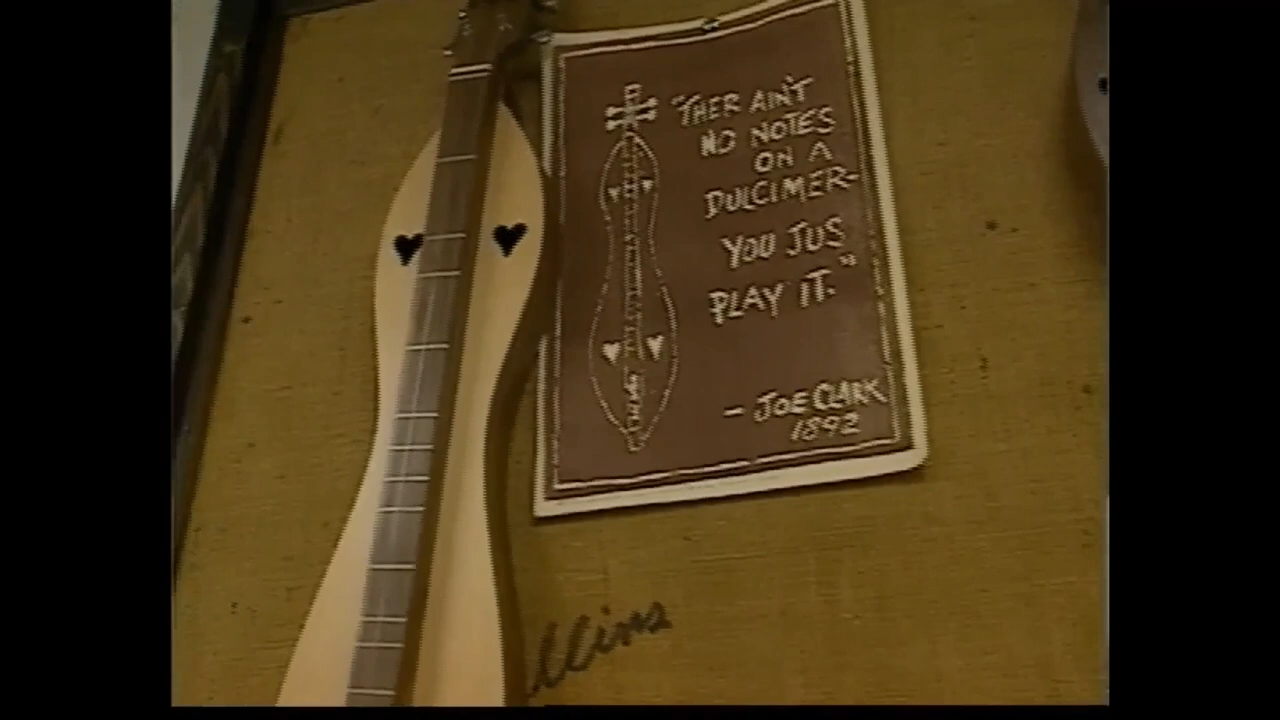 "THER AIN'T
NO NOTES
ON A
DULCIMER-
YOU JUS
PLAY IT."
- JOE CLARK
1892